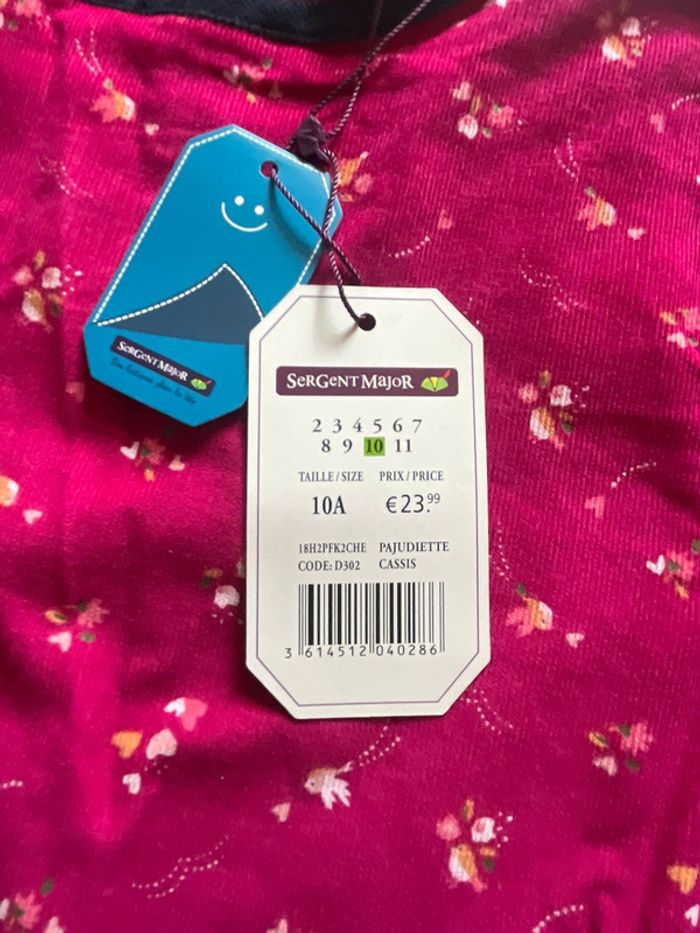 SERGENT MAJOR
SERGENT MAJOR
2 3 4 5 6 7
8 9 10 11
TAILLE/SIZE PRIX/PRICE
10A €23.99
18H2PFK2CHE PAJUDIETTE
CODE: D302 CASSIS
3 614512 040286